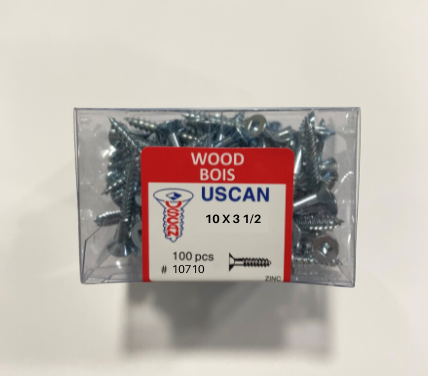 WOOD
BOIS
USCAN
USCAN
10 X 3 1/2
100 pcs
# 10710
ZINC